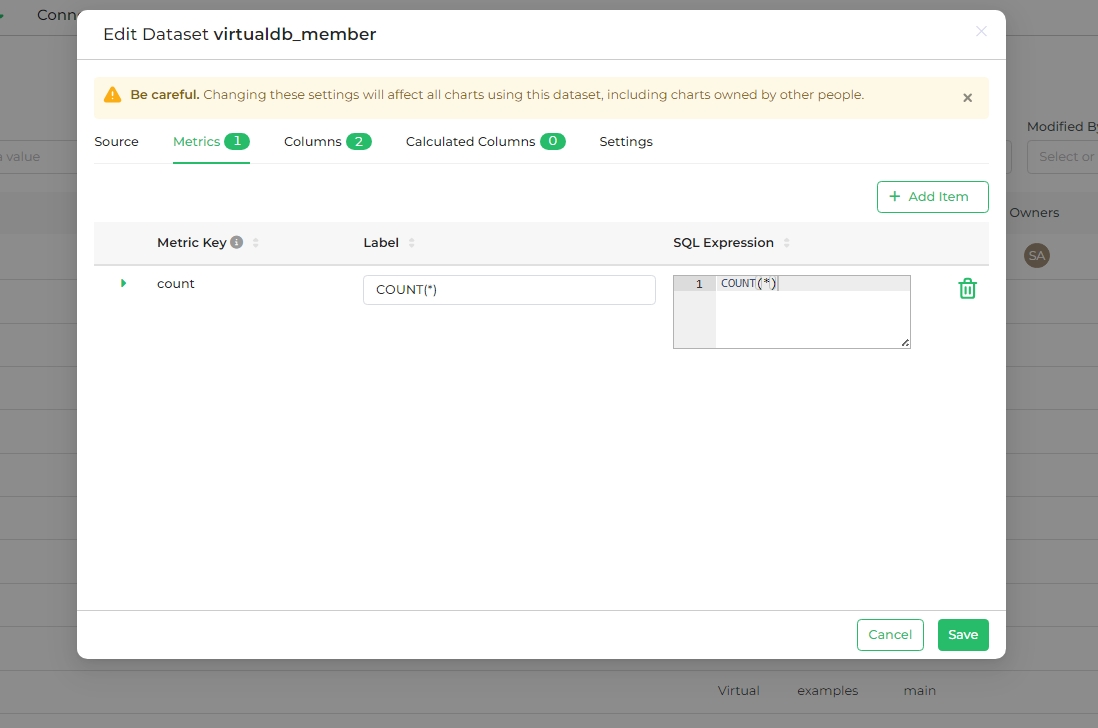 Conn
Edit Dataset virtualdb_member
Be careful. Changing these settings will affect all charts using this dataset, including charts owned by other people.
Modified By
Source Metrics 1 Columns 2 Calculated Columns 0 Settings
a value
Select or
+ Add Item
Owners
Metric Key Label SQL Expression
SA
count COUNT(*) 1 COUNT(*)
Cancel Save
Virtual examples main